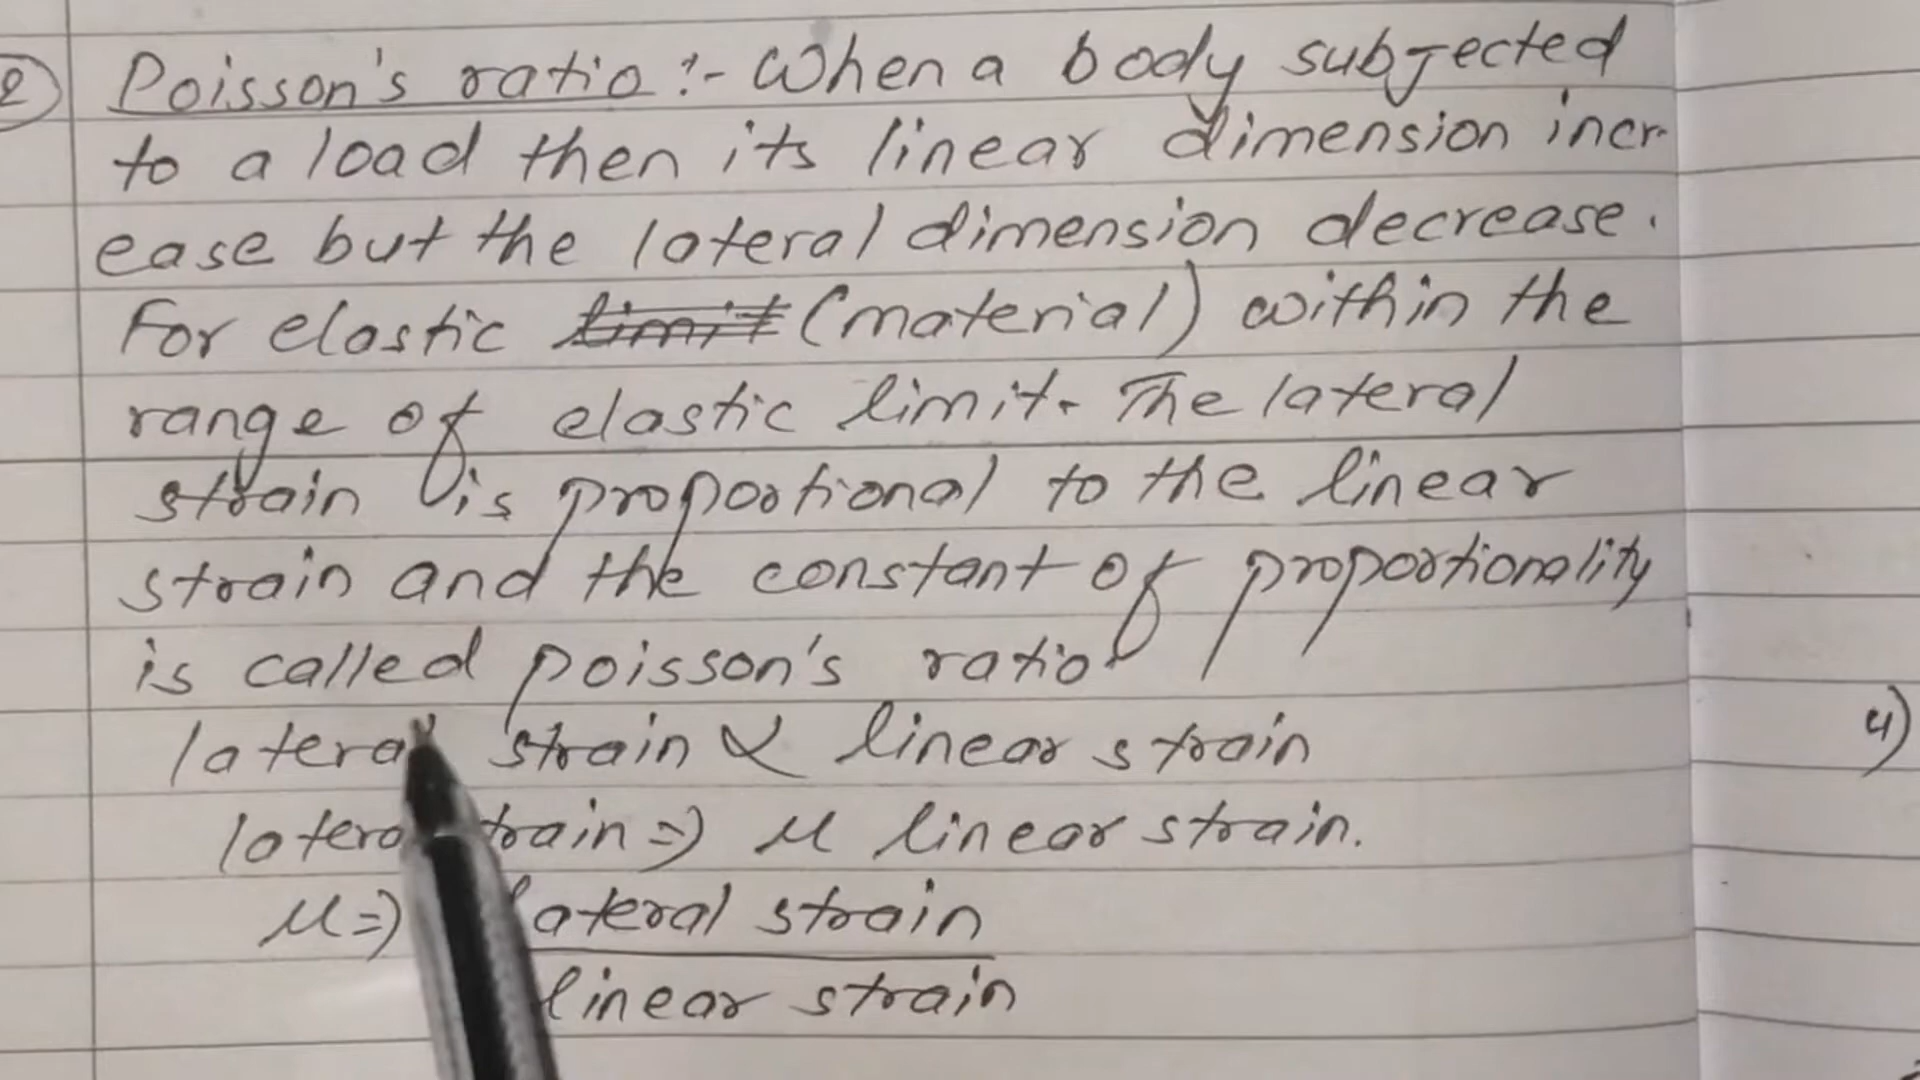 2 Poisson's ratio :- When a body subjected
to a load then its linear dimension incr-
ease but the lateral dimension decrease.
For elastic limit (material) within the
range of elastic limit. The lateral
strain is proportional to the linear
strain and the constant of proportionality
is called poisson's ratio
lateral strain ∝ linear strain
4)
lateral strain => μ linear strain.
μ => lateral strain
linear strain